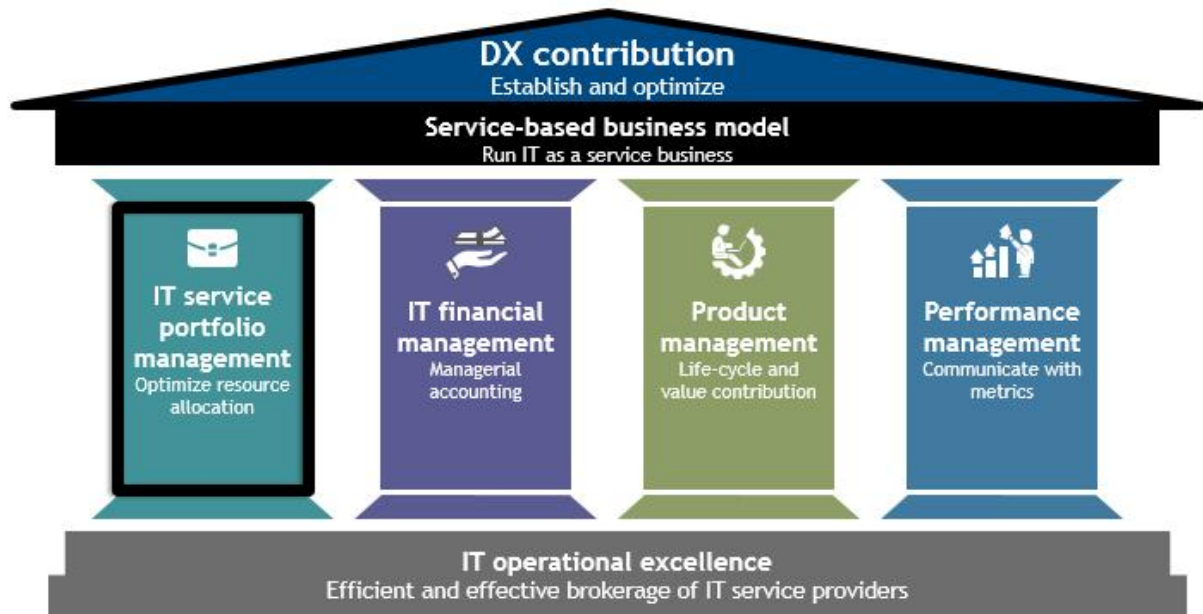 DX contribution
Establish and optimize
Service-based business model
Run IT as a service business
IT service
portfolio
management
Optimize resource
allocation
IT financial
management
Managerial
accounting
Product
management
Life-cycle and
value contribution
Performance
management
Communicate with
metrics
IT operational excellence
Efficient and effective brokerage of IT service providers